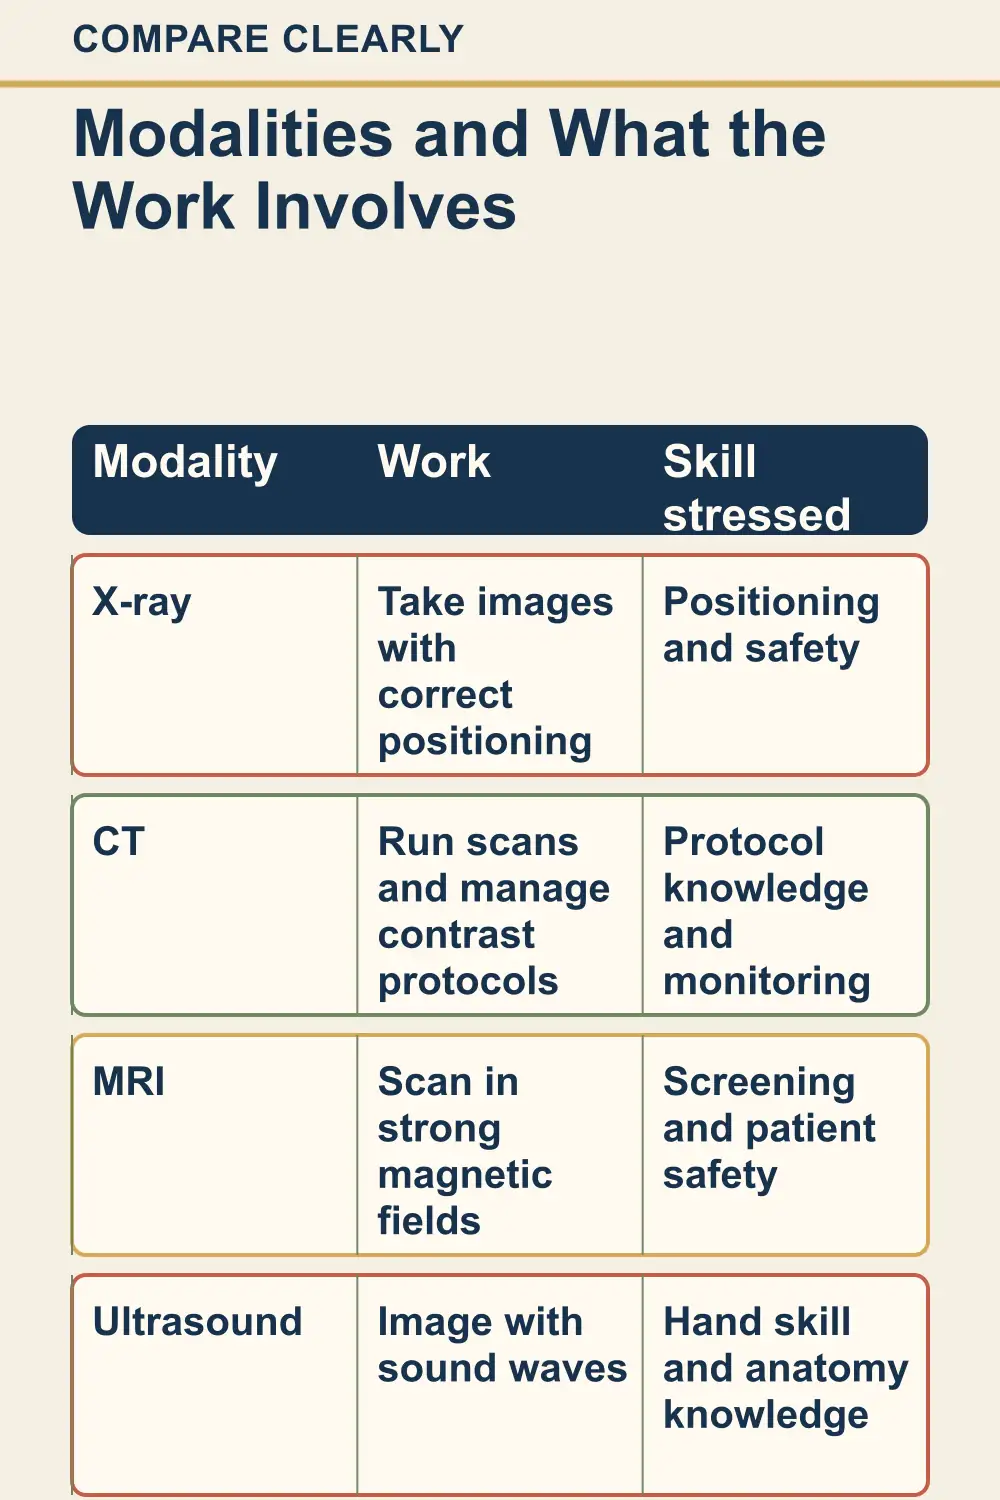 COMPARE CLEARLY
Modalities and What the
Work Involves
Modality
Work
Skill
stressed
X-ray
Take images
with
correct
positioning
Positioning
and safety
CT
Run scans
and manage
contrast
protocols
Protocol
knowledge
and
monitoring
MRI
Scan in
strong
magnetic
fields
Screening
and patient
safety
Ultrasound
Image with
sound waves
Hand skill
and anatomy
knowledge